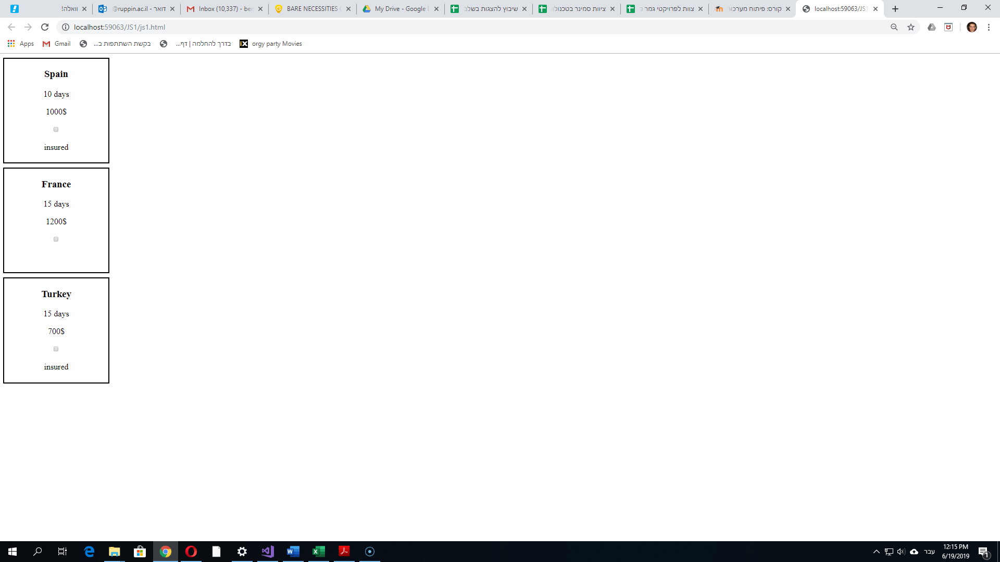 וואלה!
דואר - ruppin.ac.il@
Inbox (10,337) - ber
BARE NECESSITIES
My Drive - Google
שיבוץ להצגות בשלב
ציוות סמינר בטכנולו
צוות לפרויקטי גמר
קורס: פיתוח מערכות
localhost:59063/JS1
localhost:59063/JS1/js1.html
Apps
Gmail
בקשת השתתפות ב...
בדרך להחלמה | דף...
orgy party Movies
Spain
10 days
1000$
insured
France
15 days
1200$
Turkey
15 days
700$
insured
עבר
12:15 PM
6/19/2019
1